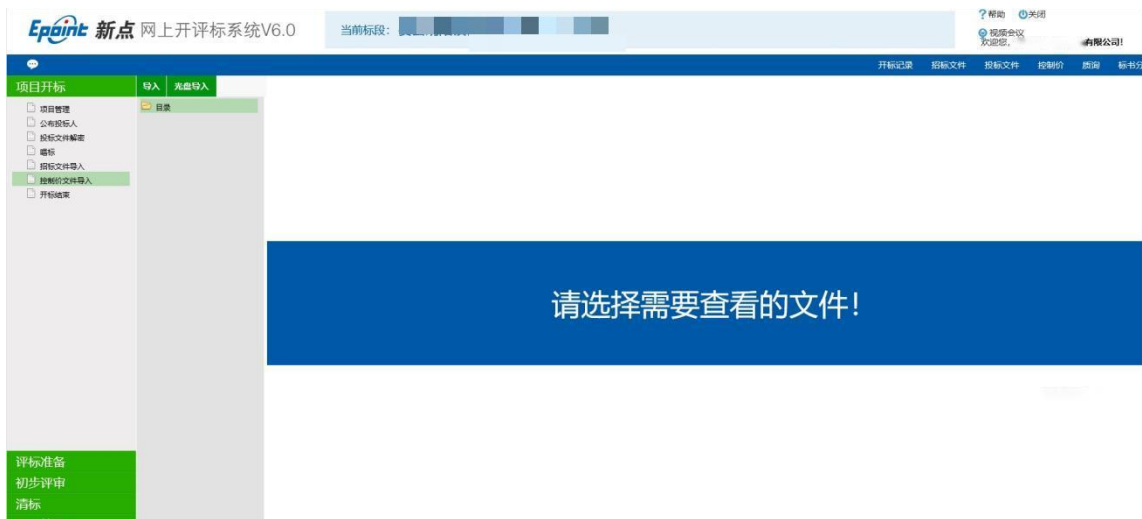 Epoint 新点 网上开评标系统V6.0
当前标段：
帮助 关闭
视频会议
欢迎您，
有限公司！
开标记录 招标文件 投标文件 控制价 质询 标书分
项目开标
导入 光盘导入
目录
项目管理
公布投标人
投标文件解密
唱标
招标文件导入
控制价文件导入
开标结束
请选择需要查看的文件！
评标准备
初步评审
清标